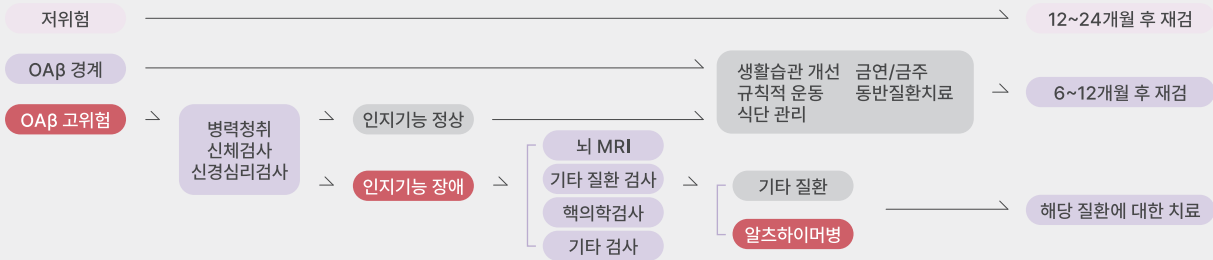 저위험
12~24개월 후 재검
OAβ 경계
생활습관 개선 금연/금주
규칙적 운동 동반질환치료
식단 관리
6~12개월 후 재검
OAβ 고위험
병력청취
신체검사
신경심리검사
인지기능 정상
인지기능 장애
뇌 MRI
기타 질환 검사
핵의학검사
기타 검사
기타 질환
알츠하이머병
해당 질환에 대한 치료